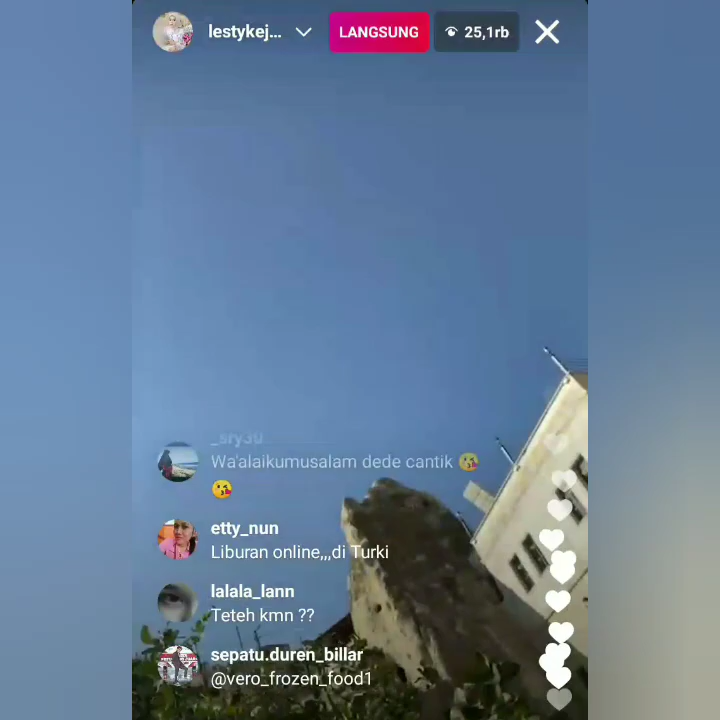 lestykej... LANGSUNG 25,1rb
_sry30
Wa'alaikumusalam dede cantik 😘
😘
etty_nun
Liburan online,,,di Turki
lalala_lann
Teteh kmn ??
sepatu.duren_billar
@vero_frozen_food1